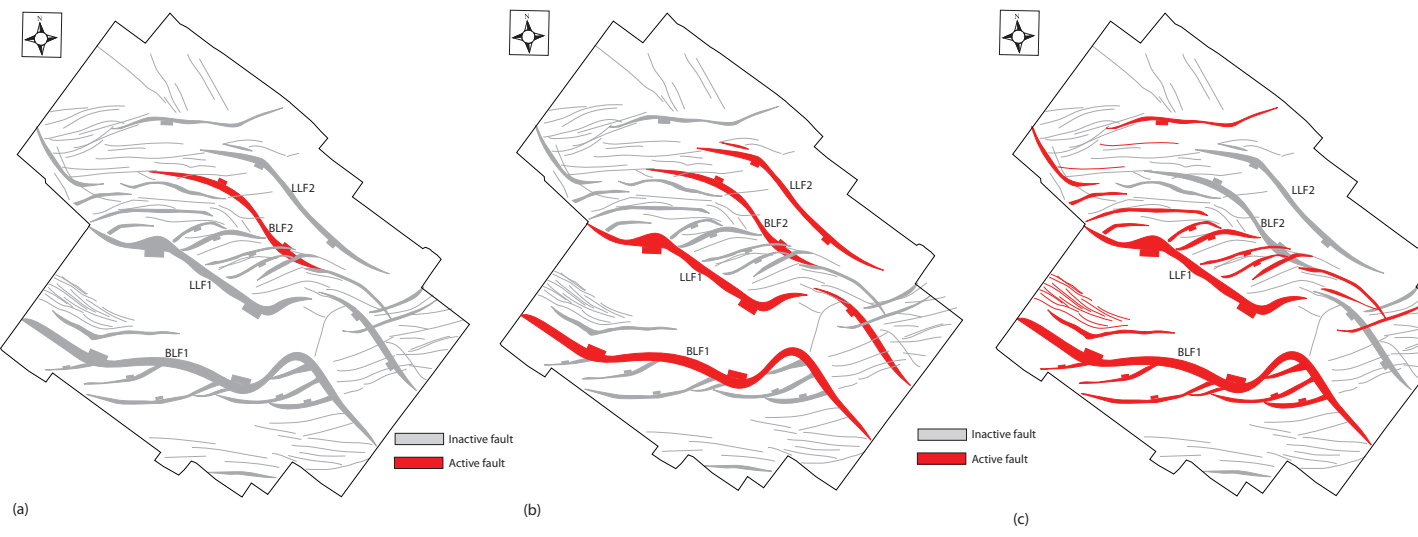 N
N
N
LLF2
BLF2
LLF1
BLF1
Inactive fault
Active fault
(a)
LLF2
BLF2
LLF1
BLF1
Inactive fault
Active fault
(b)
LLF2
BLF2
LLF1
BLF1
(c)